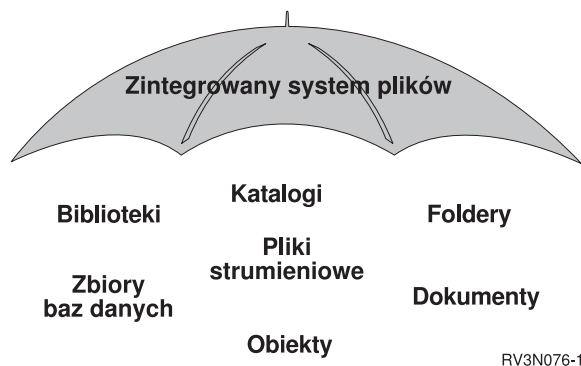 Zintegrowany system plików
Katalogi
Biblioteki
Foldery
Pliki
strumieniowe
Zbiory
baz danych
Dokumenty
Obiekty
RV3N076-1